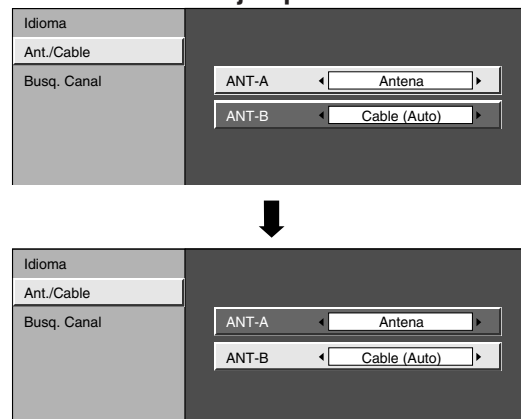 Idioma
Ant./Cable
Busq. Canal
ANT-A Antena
ANT-B Cable (Auto)
Idioma
Ant./Cable
Busq. Canal
ANT-A Antena
ANT-B Cable (Auto)